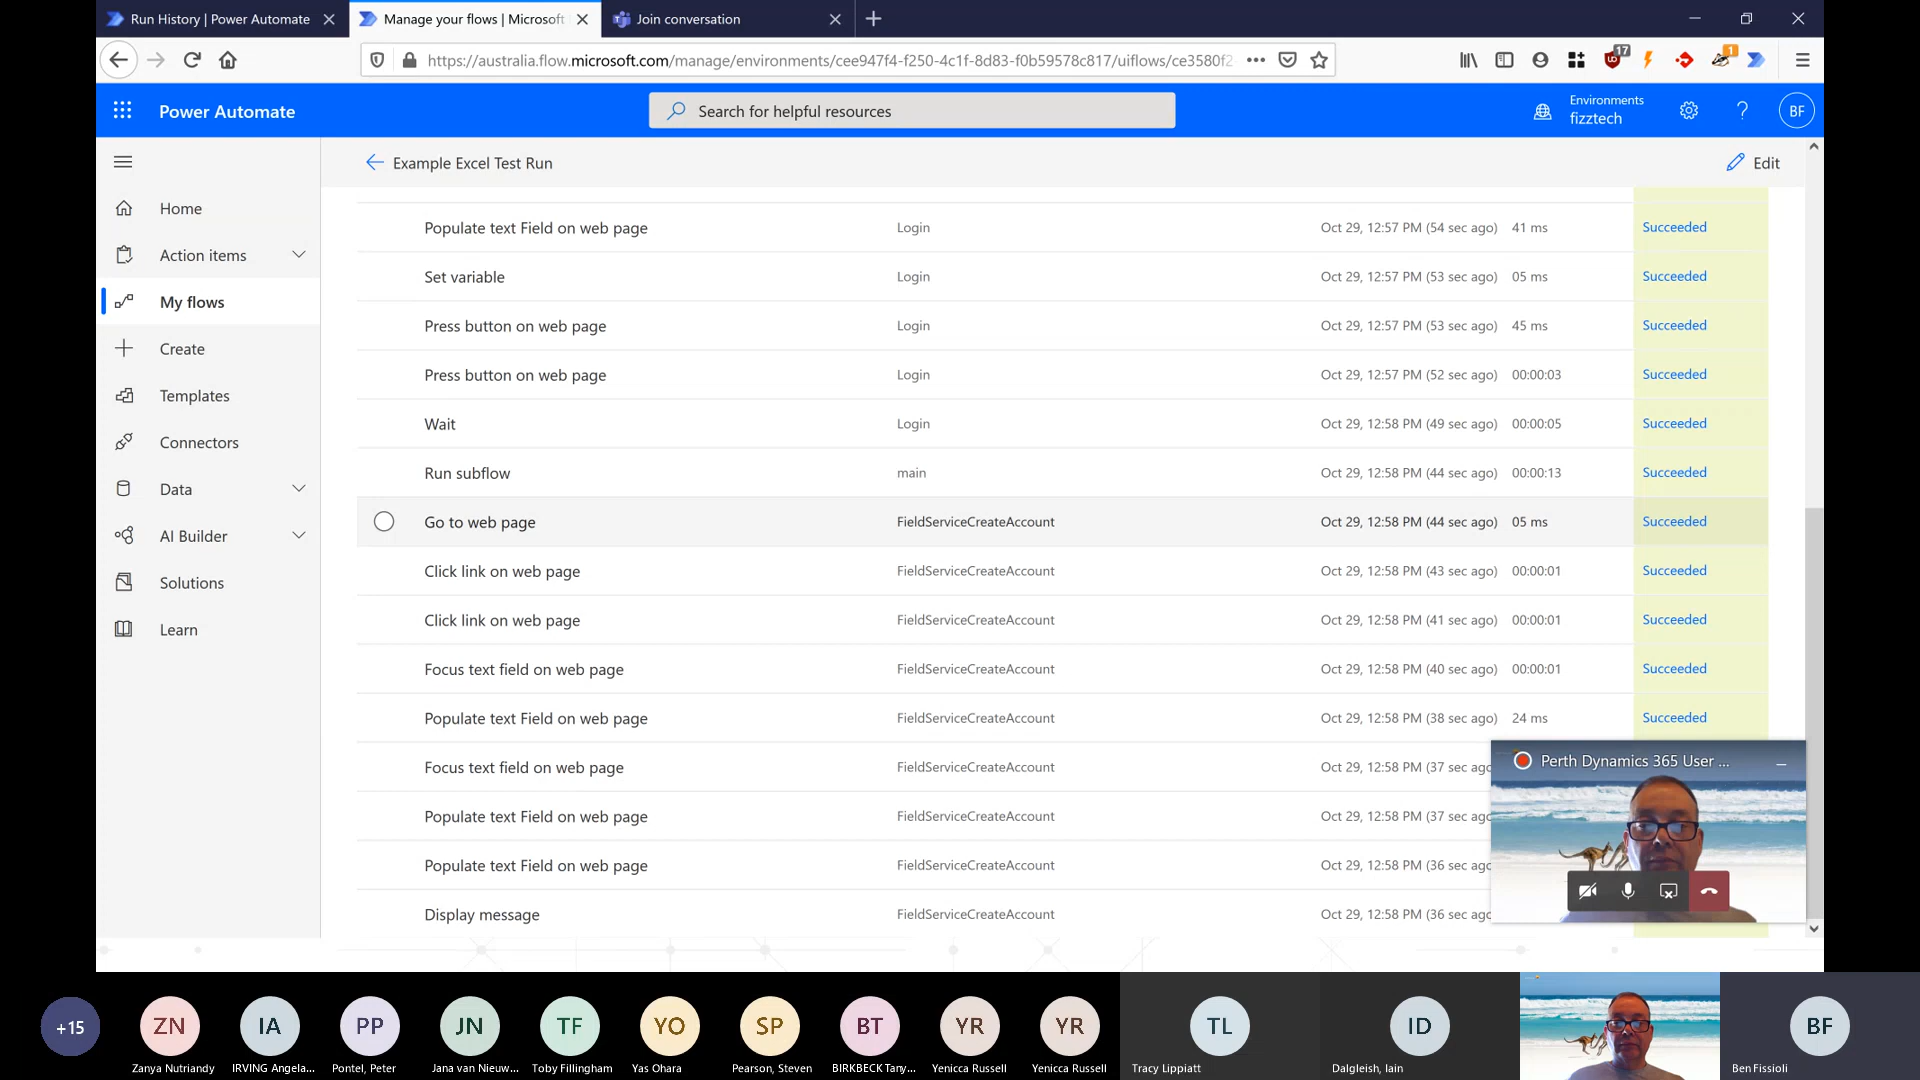 Run History | Power Automate
Manage your flows | Microsoft
Join conversation
https://australia.flow.microsoft.com/manage/environments/cee947f4-f250-4c1f-8d83-f0b59578c817/uiflows/ce3580f2
17
1
Power Automate
Search for helpful resources
Environments
fizztech
BF
Example Excel Test Run
Edit
Home
Action items
My flows
Create
Templates
Connectors
Data
AI Builder
Solutions
Learn
Populate text Field on web page Login Oct 29, 12:57 PM (54 sec ago) 41 ms Succeeded
Set variable Login Oct 29, 12:57 PM (53 sec ago) 05 ms Succeeded
Press button on web page Login Oct 29, 12:57 PM (53 sec ago) 45 ms Succeeded
Press button on web page Login Oct 29, 12:57 PM (52 sec ago) 00:00:03 Succeeded
Wait Login Oct 29, 12:58 PM (49 sec ago) 00:00:05 Succeeded
Run subflow main Oct 29, 12:58 PM (44 sec ago) 00:00:13 Succeeded
Go to web page FieldServiceCreateAccount Oct 29, 12:58 PM (44 sec ago) 05 ms Succeeded
Click link on web page FieldServiceCreateAccount Oct 29, 12:58 PM (43 sec ago) 00:00:01 Succeeded
Click link on web page FieldServiceCreateAccount Oct 29, 12:58 PM (41 sec ago) 00:00:01 Succeeded
Focus text field on web page FieldServiceCreateAccount Oct 29, 12:58 PM (40 sec ago) 00:00:01 Succeeded
Populate text Field on web page FieldServiceCreateAccount Oct 29, 12:58 PM (38 sec ago) 24 ms Succeeded
Focus text field on web page FieldServiceCreateAccount Oct 29, 12:58 PM (37 sec ago
Populate text Field on web page FieldServiceCreateAccount Oct 29, 12:58 PM (37 sec ago
Populate text Field on web page FieldServiceCreateAccount Oct 29, 12:58 PM (36 sec ago
Display message FieldServiceCreateAccount Oct 29, 12:58 PM (36 sec ago
Perth Dynamics 365 User ...
+15 ZN IA PP JN TF YO SP BT YR YR TL ID BF
Zanya Nutriandy IRVING Angela... Pontel, Peter Jana van Nieuw... Toby Fillingham Yas Ohara Pearson, Steven BIRKBECK Tany... Yenicca Russell Yenicca Russell Tracy Lippiatt Dalgleish, Iain Ben Fissioli